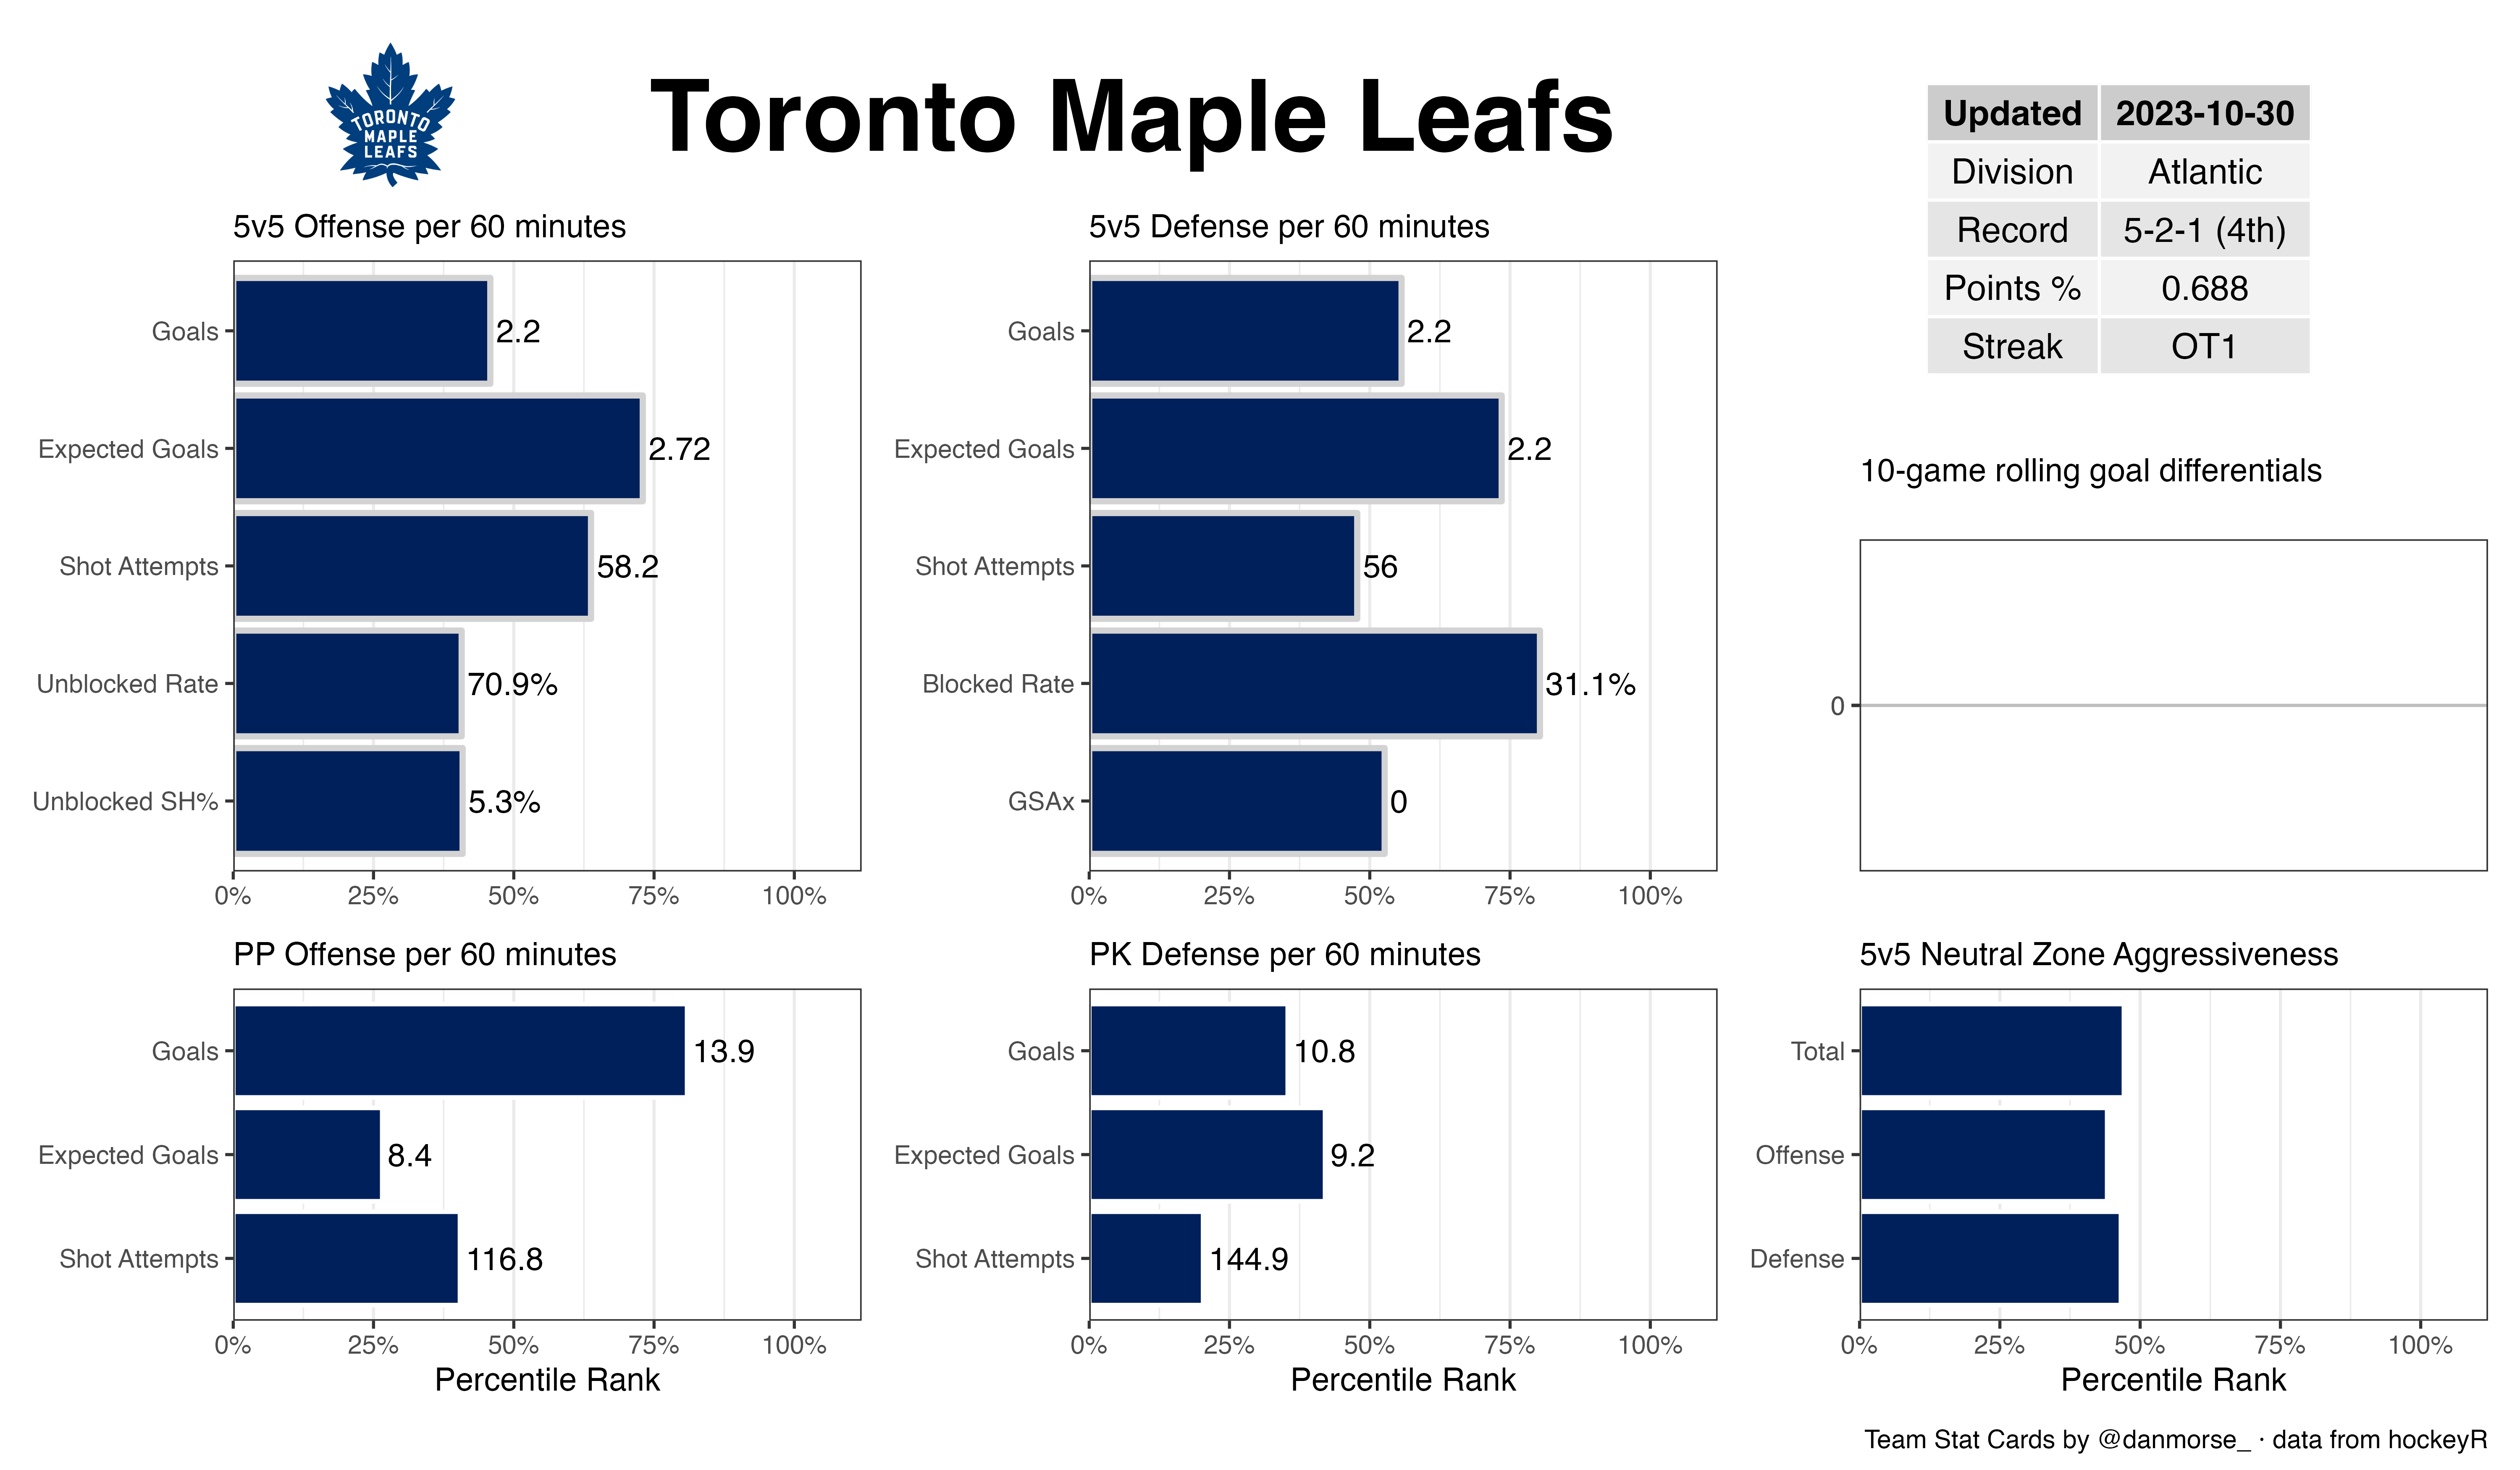 TORONTO
MAPLE
LEAFS
Toronto Maple Leafs
Updated 2023-10-30
Division Atlantic
Record 5-2-1 (4th)
Points % 0.688
Streak OT1
5v5 Offense per 60 minutes
Goals 2.2
Expected Goals 2.72
Shot Attempts 58.2
Unblocked Rate 70.9%
Unblocked SH% 5.3%
0% 25% 50% 75% 100%
5v5 Defense per 60 minutes
Goals 2.2
Expected Goals 2.2
Shot Attempts 56
Blocked Rate 31.1%
GSAx 0
0% 25% 50% 75% 100%
10-game rolling goal differentials
0
PP Offense per 60 minutes
Goals 13.9
Expected Goals 8.4
Shot Attempts 116.8
0% 25% 50% 75% 100%
Percentile Rank
PK Defense per 60 minutes
Goals 10.8
Expected Goals 9.2
Shot Attempts 144.9
0% 25% 50% 75% 100%
Percentile Rank
5v5 Neutral Zone Aggressiveness
Total
Offense
Defense
0% 25% 50% 75% 100%
Percentile Rank
Team Stat Cards by @danmorse_ · data from hockeyR